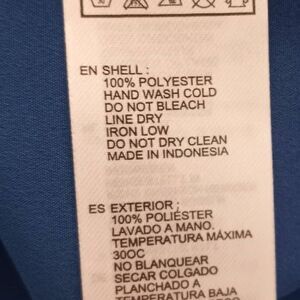 EN SHELL :
100% POLYESTER
HAND WASH COLD
DO NOT BLEACH
LINE DRY
IRON LOW
DO NOT DRY CLEAN
MADE IN INDONESIA
ES EXTERIOR :
100% POLIÉSTER
LAVADO A MANO.
TEMPERATURA MÁXIMA
30OC
NO BLANQUEAR
SECAR COLGADO
PLANCHADO A
TEMPERATURA BAJA